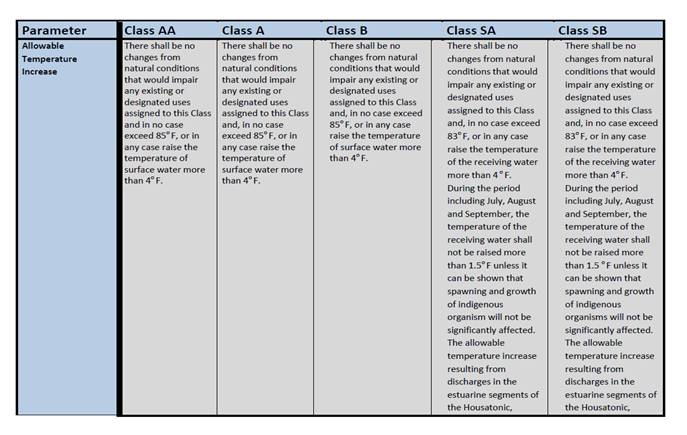 Parameter
Class AA
Class A
Class B
Class SA
Class SB
Allowable
Temperature
Increase
There shall be no
changes from
natural conditions
that would impair
any existing or
designated uses
assigned to this Class
and in no case
exceed 85°F, or in
any case raise the
temperature of
surface water more
than 4°F.
There shall be no
changes from
natural conditions
that would impair
any existing or
designated uses
assigned to this Class
and, in no case
exceed 85°F, or in
any case raise the
temperature of
surface water more
than 4°F.
There shall be no
changes from natural
conditions that would
impair any existing or
designated uses
assigned to this Class
and, in no case exceed
85°F, or in any case
raise the temperature
of surface water more
than 4°F.
There shall be no
changes from natural
conditions that would
impair any existing or
designated uses
assigned to this Class
and, in no case exceed
83°F, or in any case
raise the temperature
of the receiving water
more than 4°F.
During the period
including July, August
and September, the
temperature of the
receiving water shall
not be raised more
than 1.5°F unless it
can be shown that
spawning and growth
of indigenous
organism will not be
significantly affected.
The allowable
temperature increase
resulting from
discharges in the
estuarine segments of
the Housatonic,
There shall be no
changes from natural
conditions that would
impair any existing or
designated uses
assigned to this Class
and, in no case exceed
83°F, or in any case
raise the temperature
of the receiving water
more than 4°F.
During the period
including July, August
and September, the
temperature of the
receiving water shall
not be raised more
than 1.5 °F unless it
can be shown that
spawning and growth
of indigenous
organisms will not be
significantly affected.
The allowable
temperature increase
resulting from
discharges in the
estuarine segments of
the Housatonic,